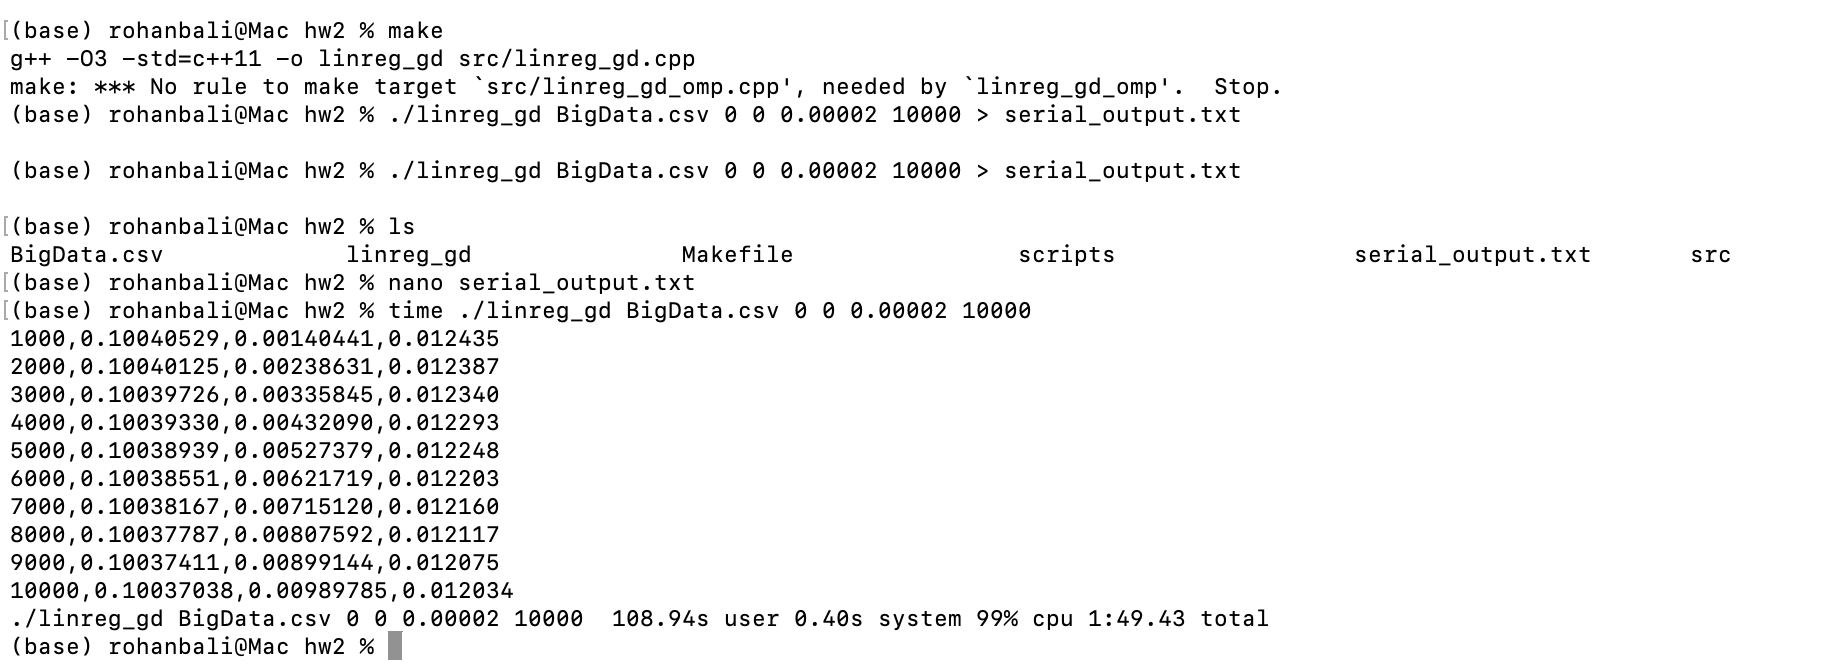 [(base) rohanbali@Mac hw2 % make
g++ -O3 -std=c++11 -o linreg_gd src/linreg_gd.cpp
make: *** No rule to make target `src/linreg_gd_omp.cpp', needed by `linreg_gd_omp'.  Stop.
(base) rohanbali@Mac hw2 % ./linreg_gd BigData.csv 0 0 0.00002 10000 > serial_output.txt
(base) rohanbali@Mac hw2 % ./linreg_gd BigData.csv 0 0 0.00002 10000 > serial_output.txt
[(base) rohanbali@Mac hw2 % ls
BigData.csv linreg_gd Makefile scripts serial_output.txt src
[(base) rohanbali@Mac hw2 % nano serial_output.txt
[(base) rohanbali@Mac hw2 % time ./linreg_gd BigData.csv 0 0 0.00002 10000
1000,0.10040529,0.00140441,0.012435
2000,0.10040125,0.00238631,0.012387
3000,0.10039726,0.00335845,0.012340
4000,0.10039330,0.00432090,0.012293
5000,0.10038939,0.00527379,0.012248
6000,0.10038551,0.00621719,0.012203
7000,0.10038167,0.00715120,0.012160
8000,0.10037787,0.00807592,0.012117
9000,0.10037411,0.00899144,0.012075
10000,0.10037038,0.00989785,0.012034
./linreg_gd BigData.csv 0 0 0.00002 10000  108.94s user 0.40s system 99% cpu 1:49.43 total
(base) rohanbali@Mac hw2 %